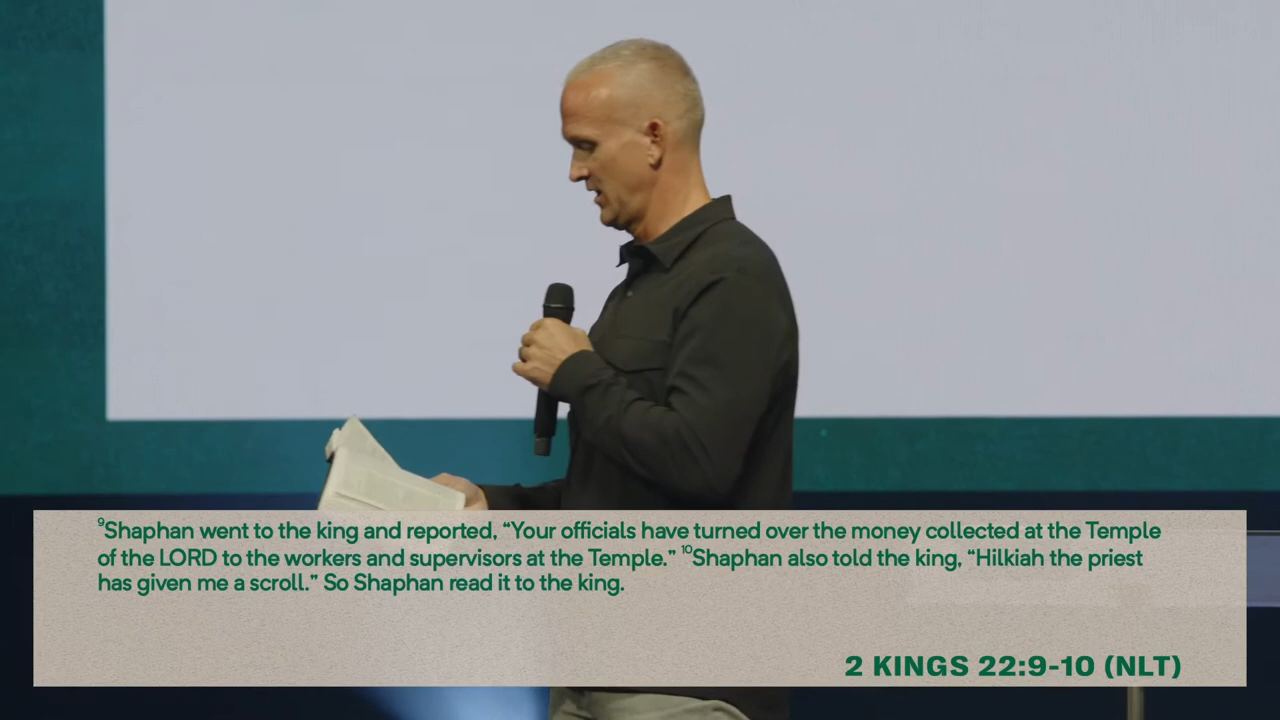 ⁹Shaphan went to the king and reported, “Your officials have turned over the money collected at the Temple
of the LORD to the workers and supervisors at the Temple.” ¹⁰Shaphan also told the king, “Hilkiah the priest
has given me a scroll.” So Shaphan read it to the king.
2 KINGS 22:9-10 (NLT)